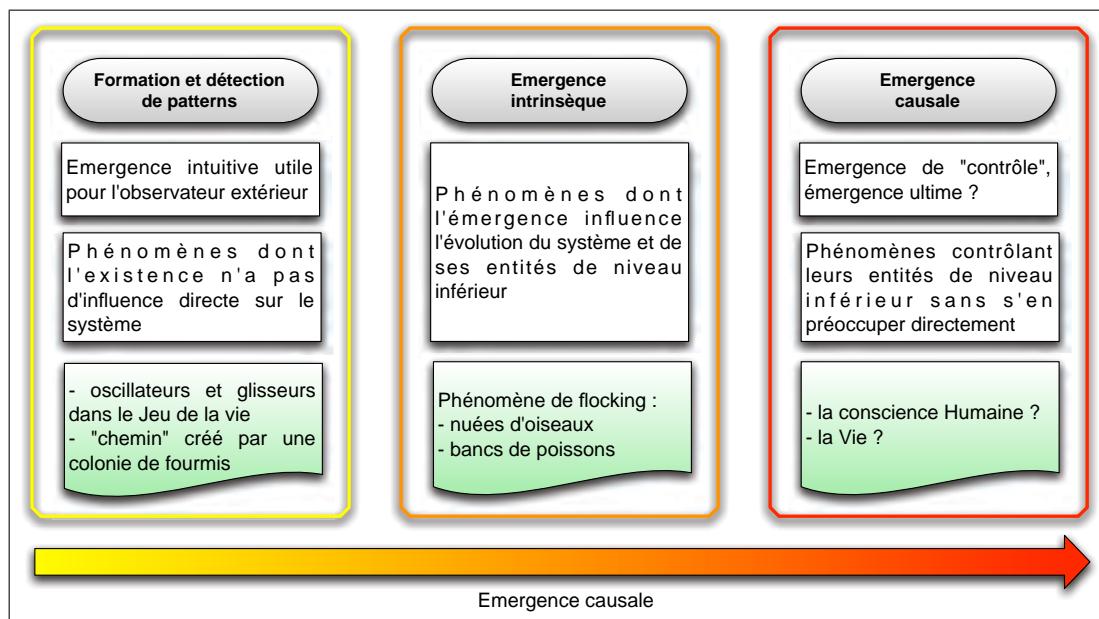 Formation et détection
de patterns
Emergence intuitive utile
pour l'observateur extérieur
Phénomènes dont
l'existence n'a pas
d'influence directe sur le
système
- oscillateurs et glisseurs
dans le Jeu de la vie
- "chemin" créé par une
colonie de fourmis
Emergence
intrinsèque
Phénomènes dont
l'émergence influence
l'évolution du système et de
ses entités de niveau
inférieur
Phénomène de flocking :
- nuées d'oiseaux
- bancs de poissons
Emergence
causale
Emergence de "contrôle",
émergence ultime ?
Phénomènes contrôlant
leurs entités de niveau
inférieur sans s'en
préoccuper directement
- la conscience Humaine ?
- la Vie ?
Emergence causale